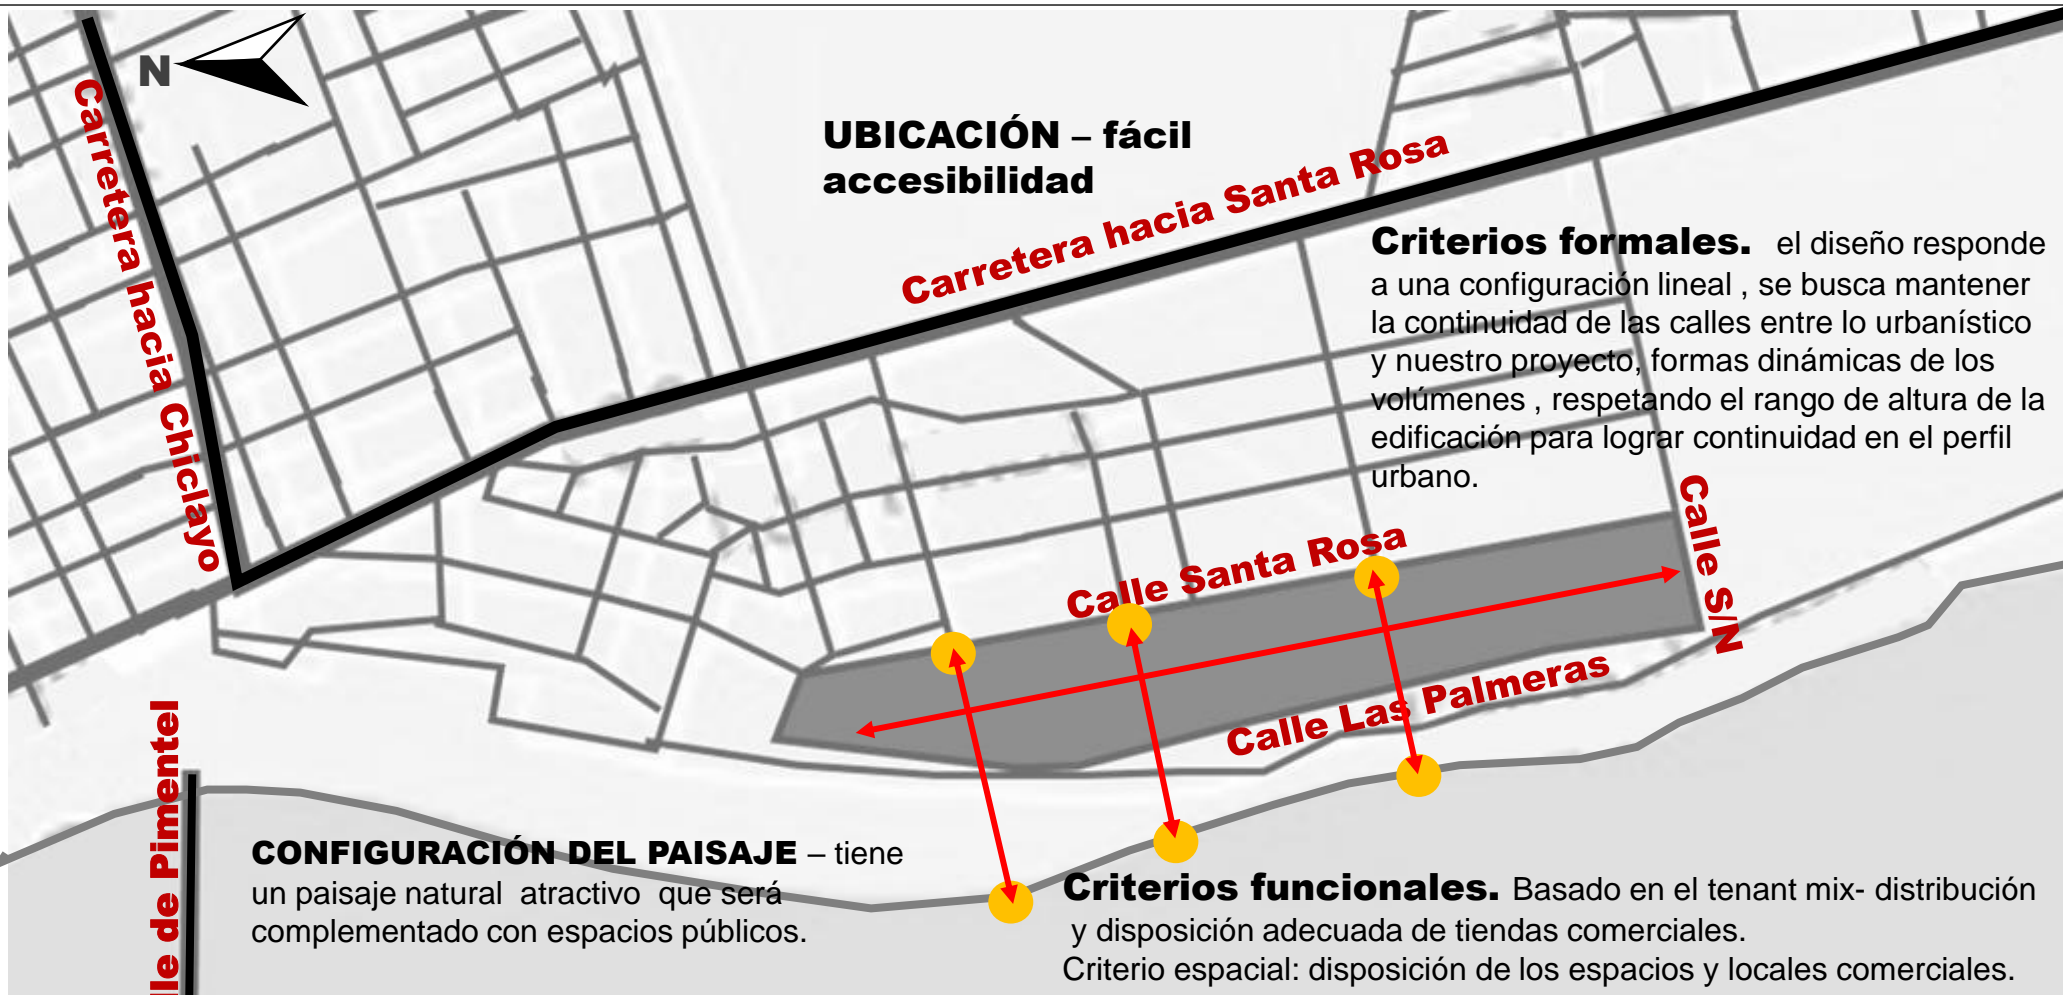 N
Carretera hacia Chiclayo
UBICACIÓN – fácil
accesibilidad
Carretera hacia Santa Rosa
Criterios formales. el diseño responde
a una configuración lineal , se busca mantener
la continuidad de las calles entre lo urbanístico
y nuestro proyecto, formas dinámicas de los
volúmenes , respetando el rango de altura de la
edificación para lograr continuidad en el perfil
urbano.
Calle Santa Rosa
Calle S/N
Calle Las Palmeras
de Pimentel
CONFIGURACIÓN DEL PAISAJE – tiene
un paisaje natural atractivo que será
complementado con espacios públicos.
Criterios funcionales. Basado en el tenant mix- distribución
y disposición adecuada de tiendas comerciales.
Criterio espacial: disposición de los espacios y locales comerciales.